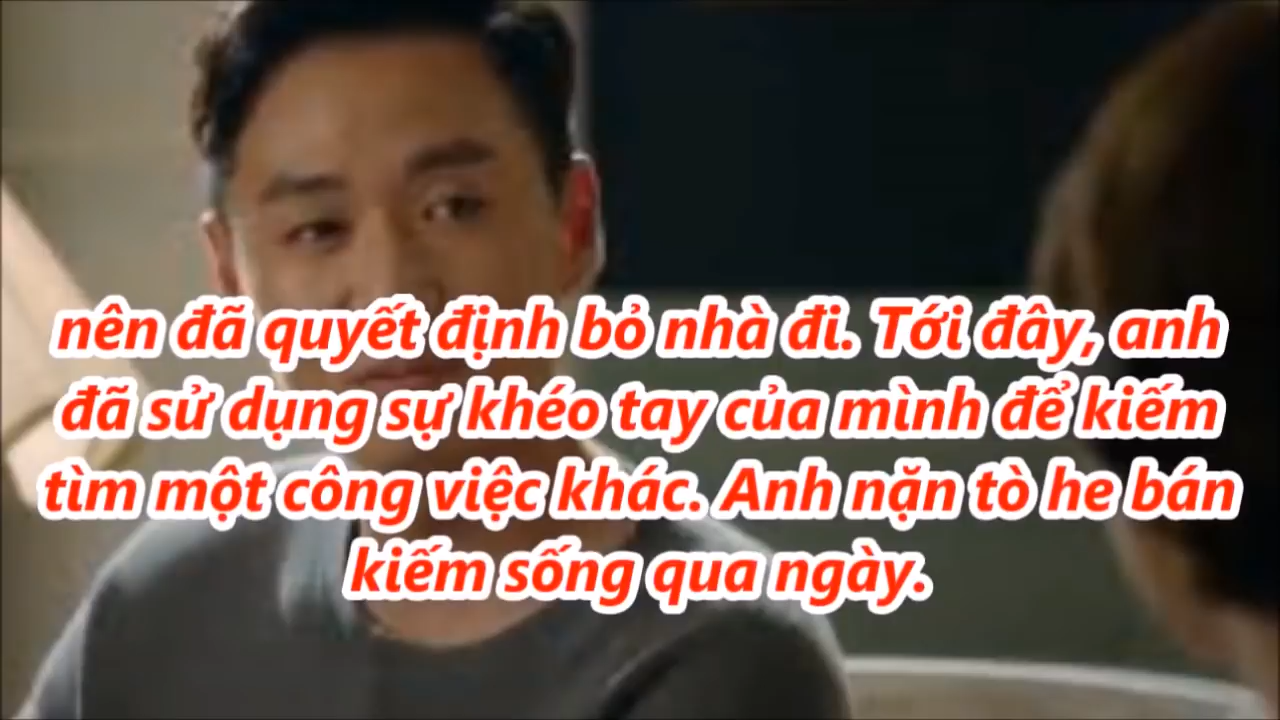 nên đã quyết định bỏ nhà đi. Tới đây, anh
đã sử dụng sự khéo tay của mình để kiếm
tìm một công việc khác. Anh nặn tò he bán
kiếm sống qua ngày.